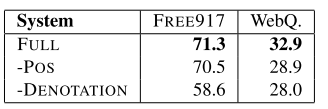 System FREE917 WebQ.
FULL 71.3 32.9
-POS 70.5 28.9
-DENOTATION 58.6 28.0